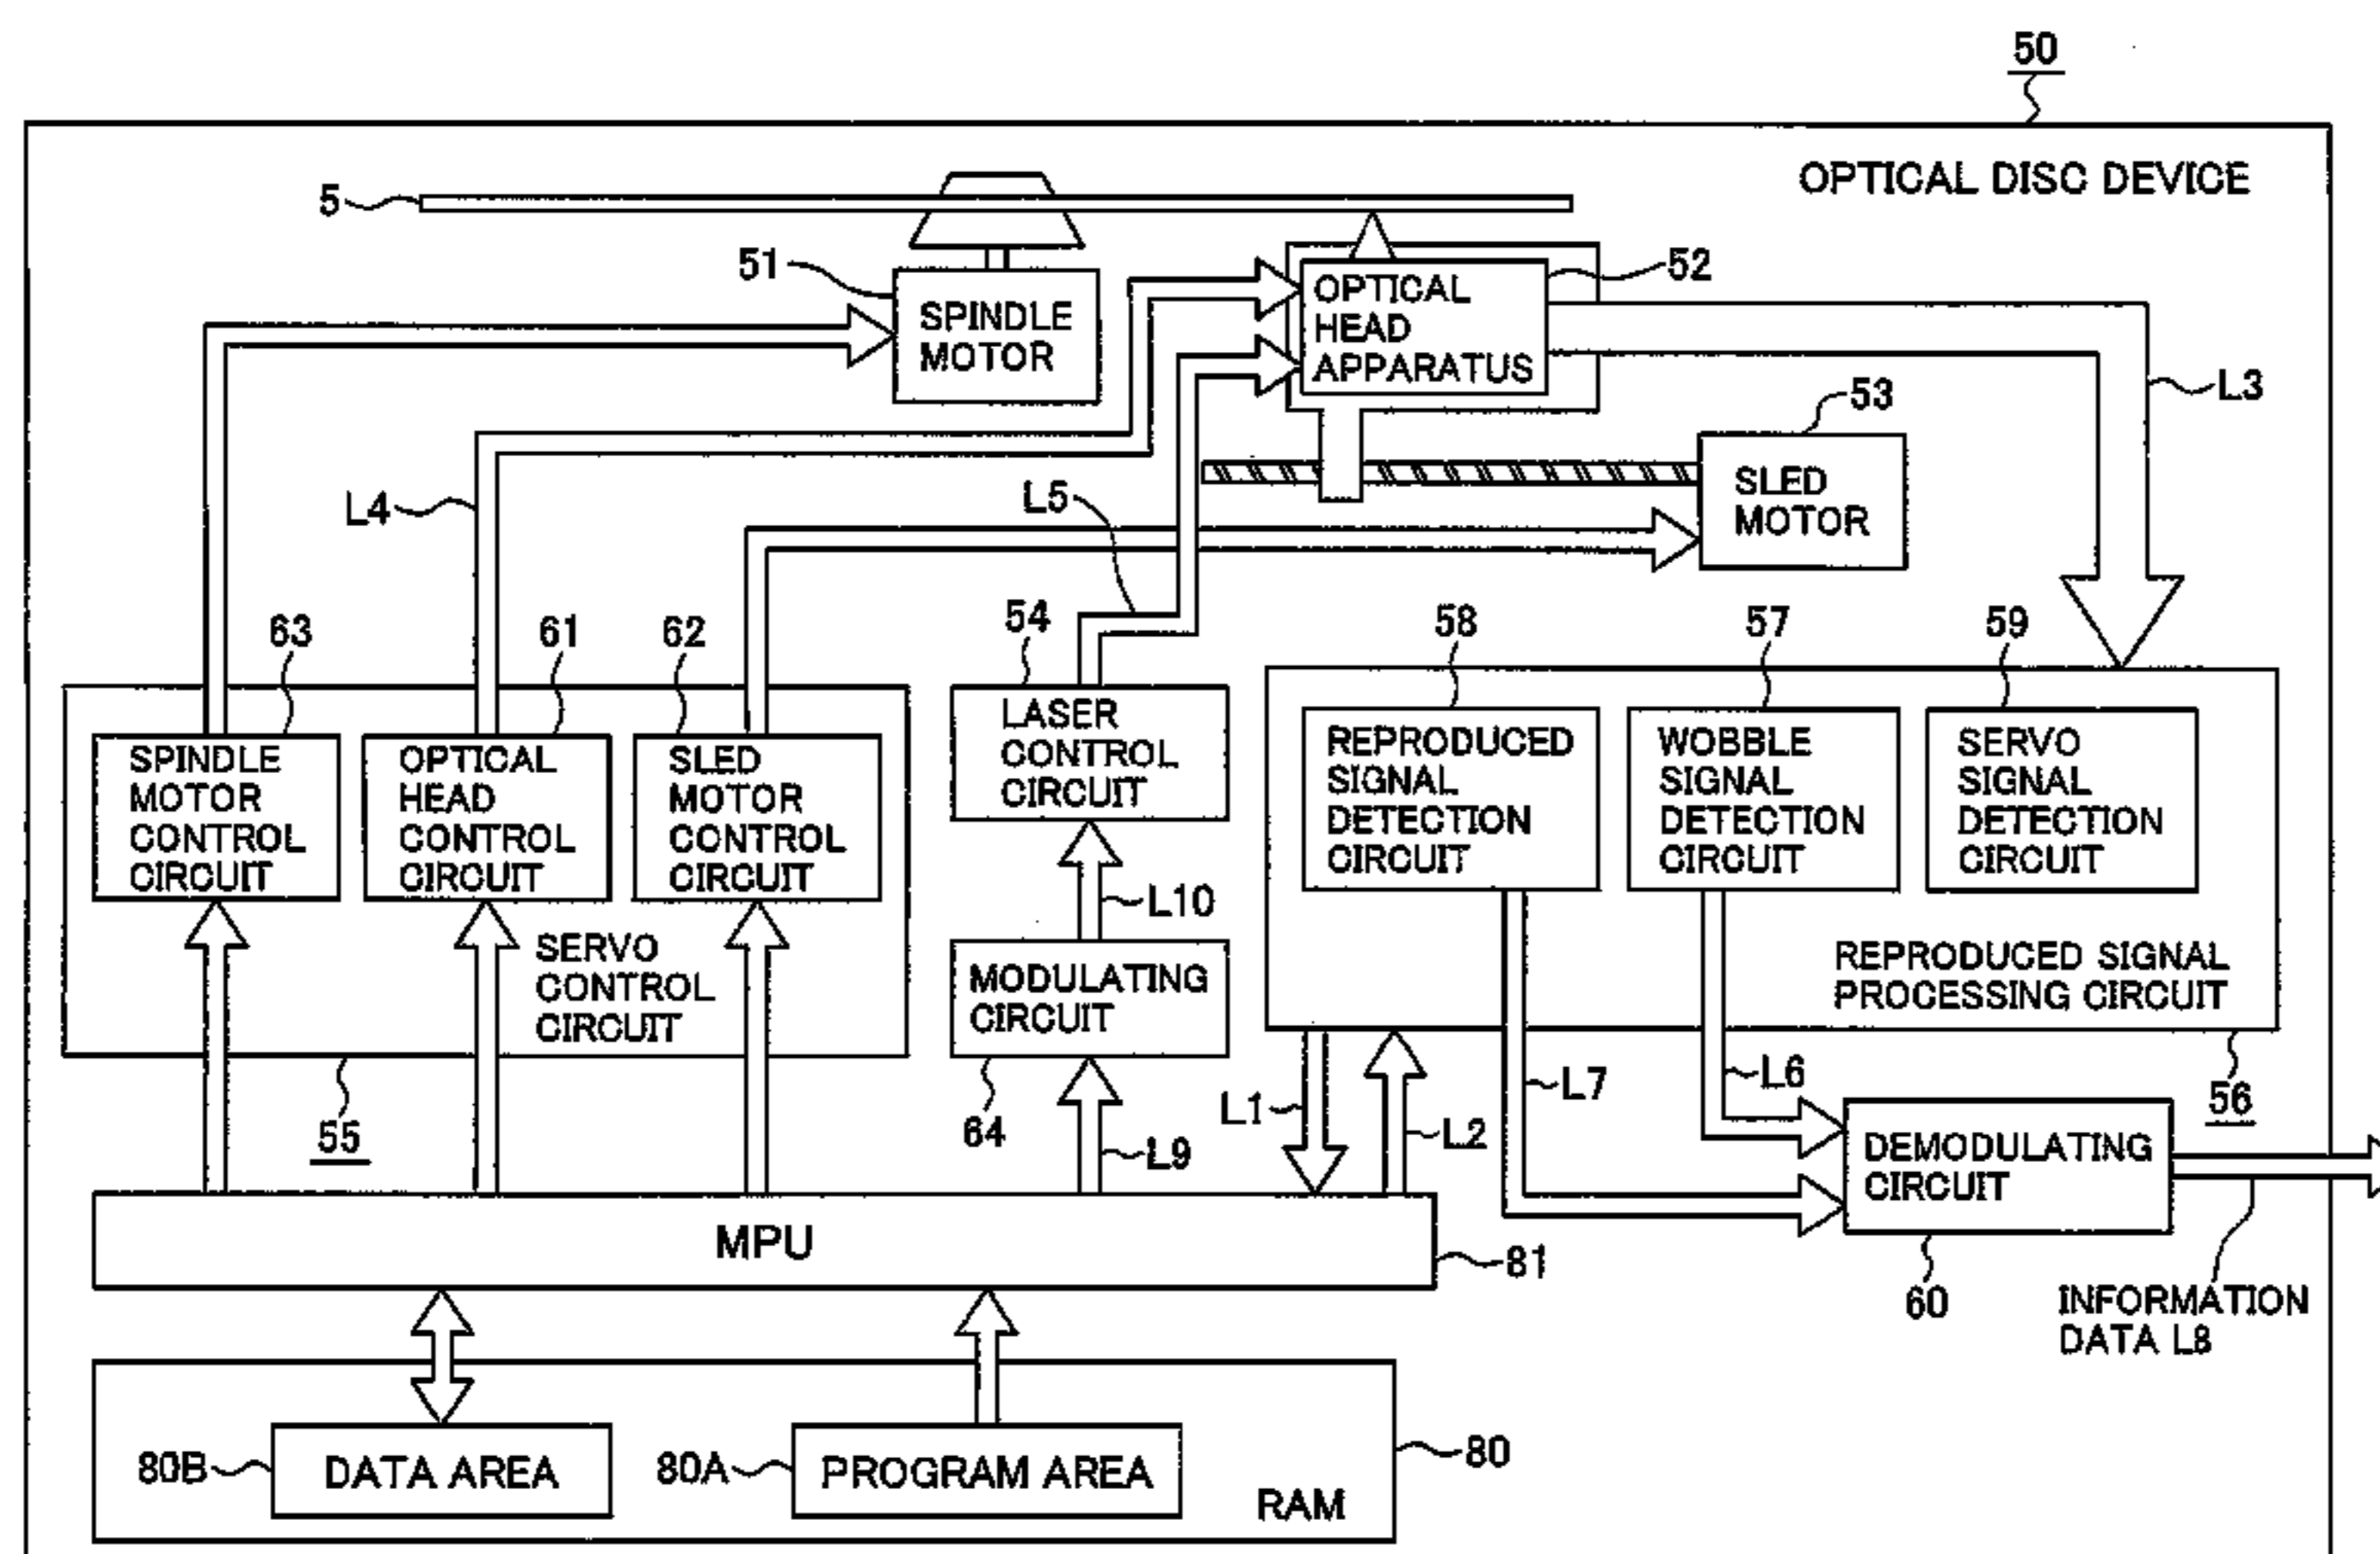 50
OPTICAL DISC DEVICE
5
51
SPINDLE
MOTOR
OPTICAL
HEAD
APPARATUS
52
L3
53
SLED
MOTOR
L4
L5
63
61
62
54
58
57
59
SPINDLE
MOTOR
CONTROL
CIRCUIT
OPTICAL
HEAD
CONTROL
CIRCUIT
SLED
MOTOR
CONTROL
CIRCUIT
SERVO
CONTROL
CIRCUIT
55
LASER
CONTROL
CIRCUIT
L10
MODULATING
CIRCUIT
64
L9
REPRODUCED
SIGNAL
DETECTION
CIRCUIT
WOBBLE
SIGNAL
DETECTION
CIRCUIT
SERVO
SIGNAL
DETECTION
CIRCUIT
REPRODUCED SIGNAL
PROCESSING CIRCUIT
56
L1
L2
L7
L6
DEMODULATING
CIRCUIT
60
INFORMATION
DATA L8
MPU
81
80B
DATA AREA
80A
PROGRAM AREA
80
RAM